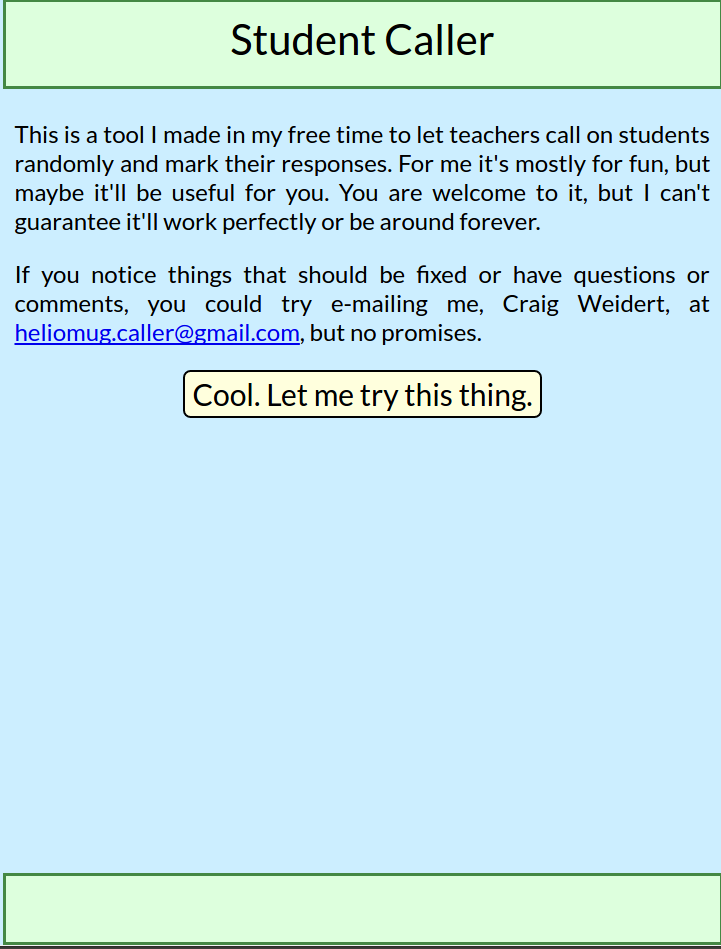 Student Caller
This is a tool I made in my free time to let teachers call on students
randomly and mark their responses. For me it's mostly for fun, but
maybe it'll be useful for you. You are welcome to it, but I can't
guarantee it'll work perfectly or be around forever.
If you notice things that should be fixed or have questions or
comments, you could try e-mailing me, Craig Weidert, at
heliomug.caller@gmail.com, but no promises.
Cool. Let me try this thing.